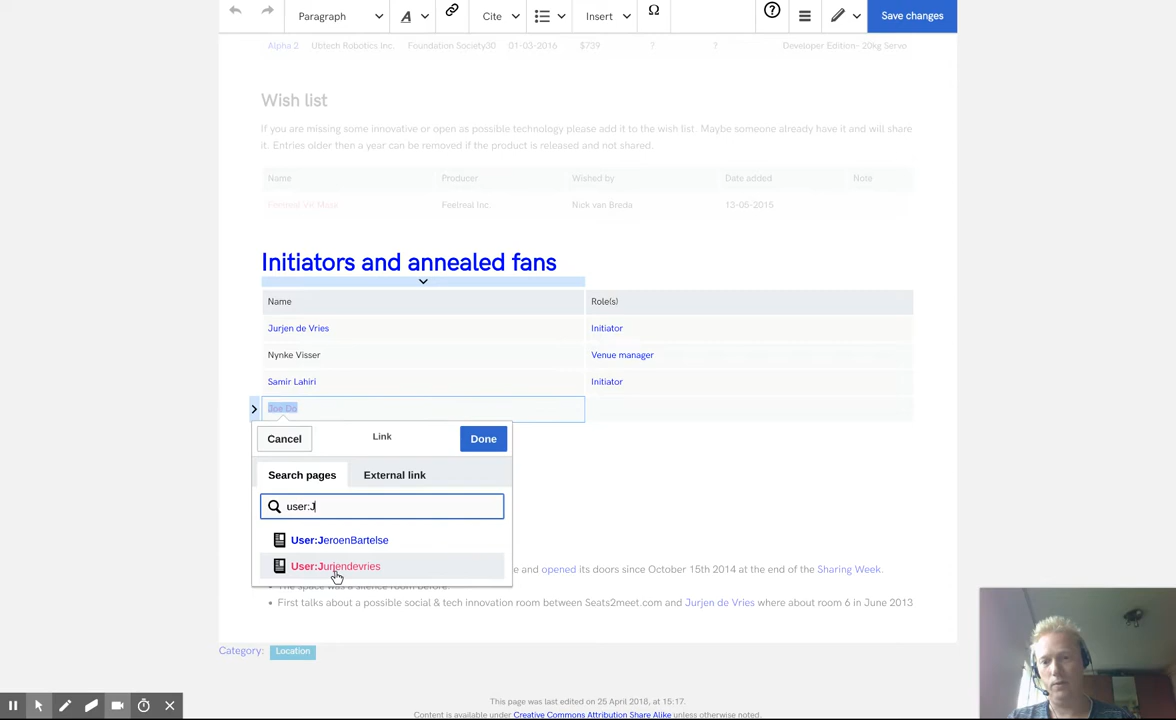 Paragraph A Cite Insert Ω Save changes
Alpha 2 Ubtech Robotics Inc. Foundation Society30 01-03-2016 $739 ? ? Developer Edition- 20kg Servo
Wish list
If you are missing some innovative or open as possible technology please add it to the wish list. Maybe someone already have it and will share
it. Entries older then a year can be removed if the product is released and not shared.
Name Producer Wished by Date added Note
Feelreal Inc. Nick van Breda 13-05-2015
Initiators and annealed fans
Name Role(s)
Jurjen de Vries Initiator
Nynke Visser Venue manager
Samir Lahiri Initiator
Joe Do
Cancel Link Done
Search pages External link
user:J
User:JeroenBartelse
User:Jurjendevries
e and opened its doors since October 15th 2014 at the end of the Sharing Week.
The space was a silence room before.
First talks about a possible social & tech innovation room between Seats2meet.com and Jurjen de Vries where about room 6 in June 2013
Category: Location
This page was last edited on 25 April 2018, at 15:17.
Content is available under Creative Commons Attribution Share Alike unless otherwise noted.